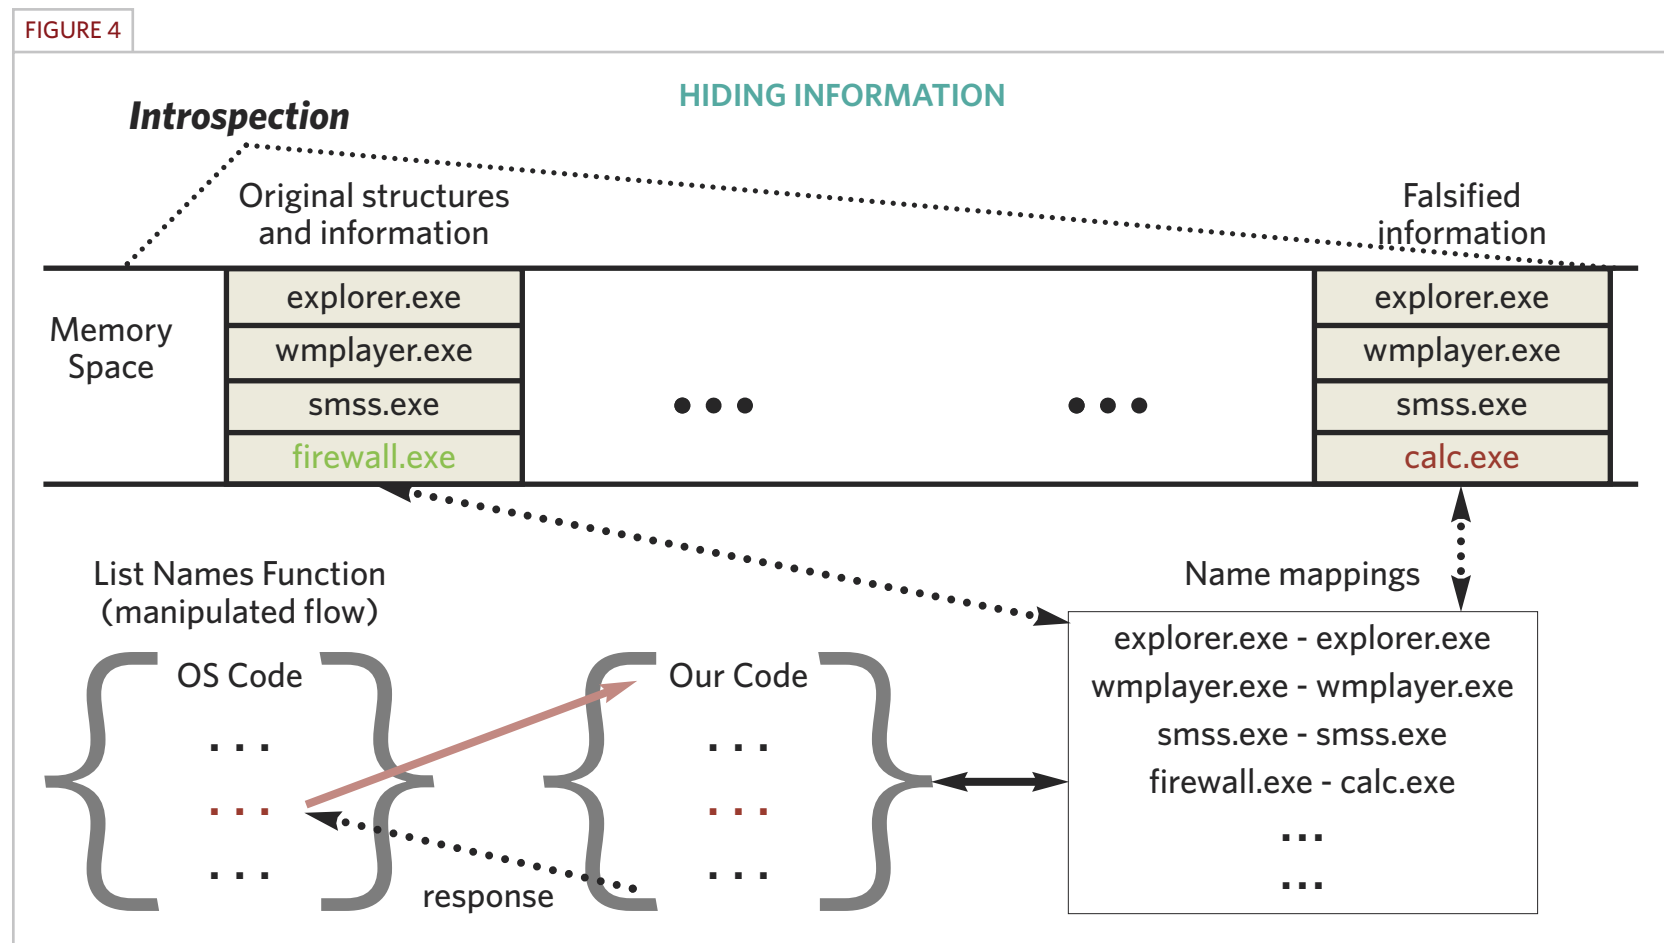 FIGURE 4
HIDING INFORMATION
Introspection
Original structures
and information
Falsified
information
Memory
Space
explorer.exe
wmplayer.exe
smss.exe
firewall.exe
● ● ●
● ● ●
explorer.exe
wmplayer.exe
smss.exe
calc.exe
List Names Function
(manipulated flow)
OS Code
...
...
...
Our Code
...
...
...
response
Name mappings
explorer.exe - explorer.exe
wmplayer.exe - wmplayer.exe
smss.exe - smss.exe
firewall.exe - calc.exe
...
...